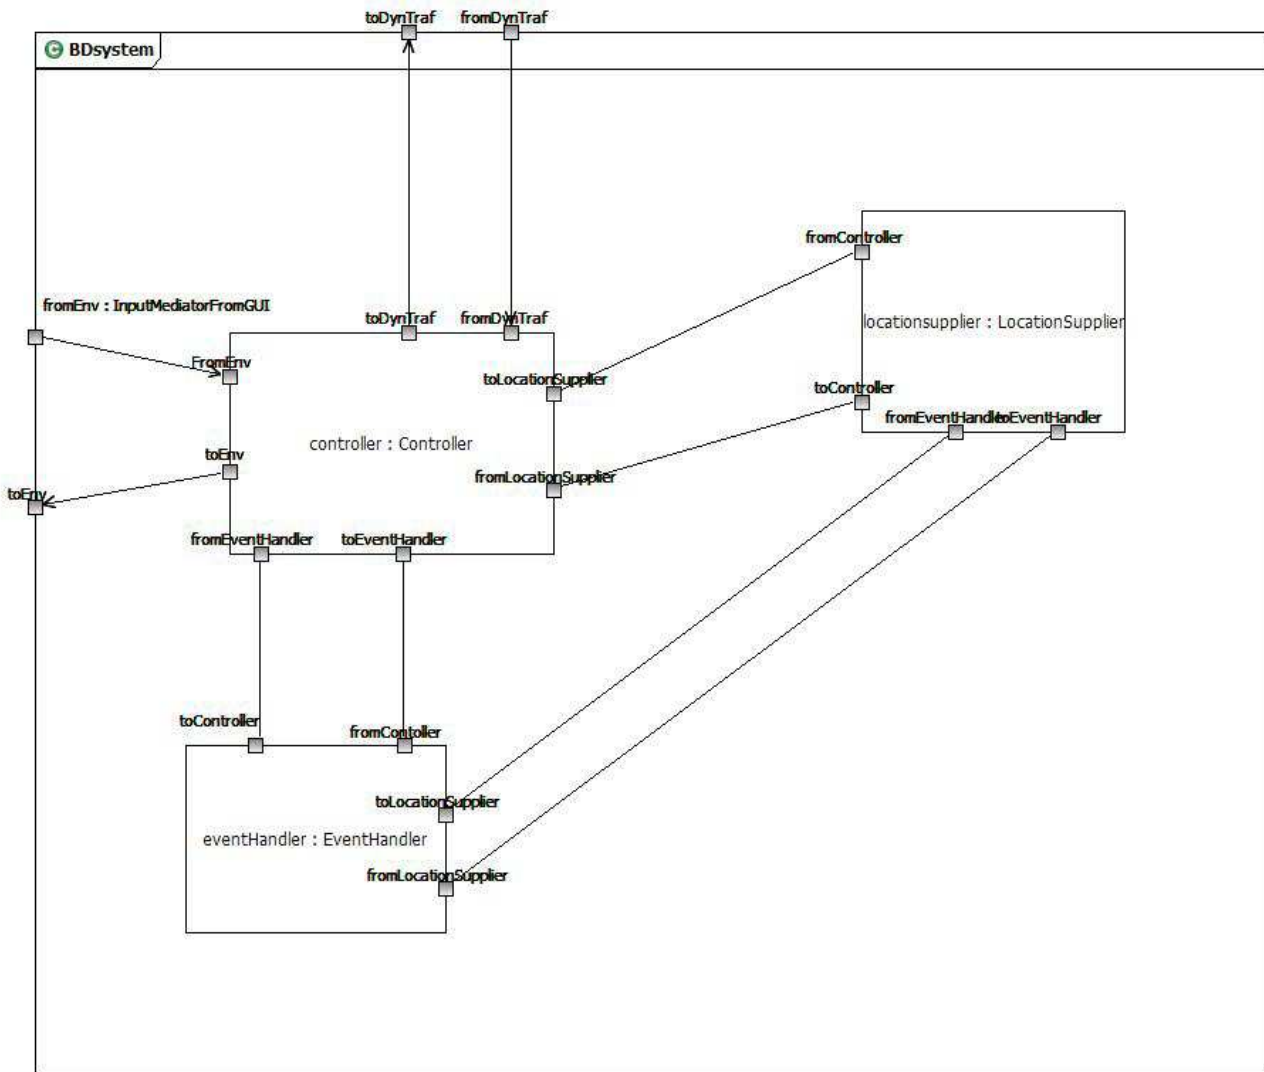 toDynTraf
fromDynTraf
BDsystem
fromController
fromEnv : InputMediatorFromGUI
toDynTraf
fromDynTraf
locationsupplier : LocationSupplier
FromEnv
toLocationSupplier
toController
fromEventHandler
toEventHandler
controller : Controller
toEnv
fromLocationSupplier
toEnv
fromEventHandler
toEventHandler
toController
fromContoller
toLocationSupplier
eventHandler : EventHandler
fromLocationSupplier